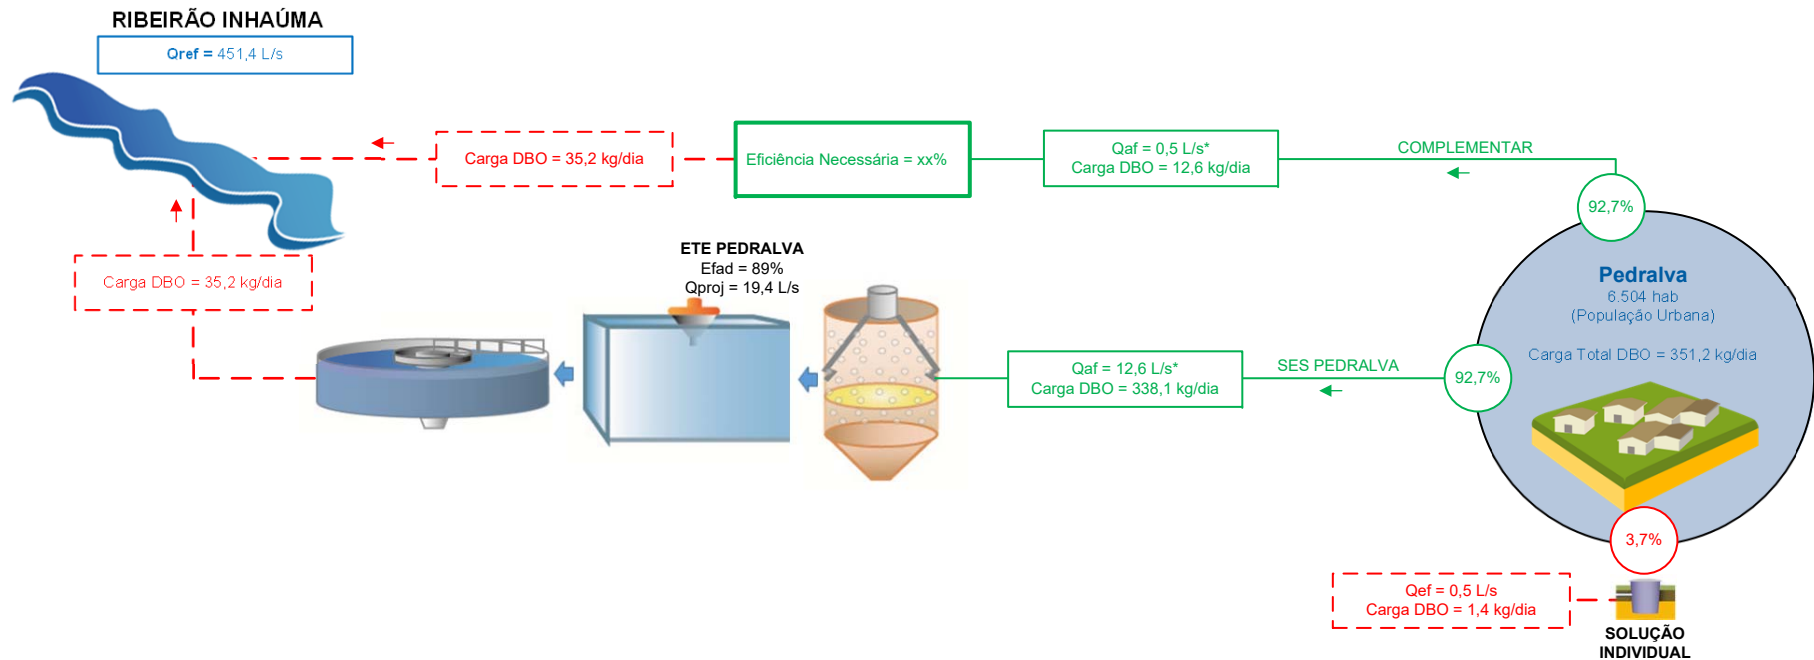 RIBEIRÃO INHAÚMA
Qref = 451,4 L/s
Carga DBO = 35,2 kg/dia
Eficiência Necessária = xx%
Qaf = 0,5 L/s*
Carga DBO = 12,6 kg/dia
COMPLEMENTAR
92,7%
Carga DBO = 35,2 kg/dia
ETE PEDRALVA
Efad = 89%
Qproj = 19,4 L/s
Qaf = 12,6 L/s*
Carga DBO = 338,1 kg/dia
SES PEDRALVA
92,7%
Pedralva
6.504 hab
(População Urbana)
Carga Total DBO = 351,2 kg/dia
3,7%
Qef = 0,5 L/s
Carga DBO = 1,4 kg/dia
SOLUÇÃO
INDIVIDUAL